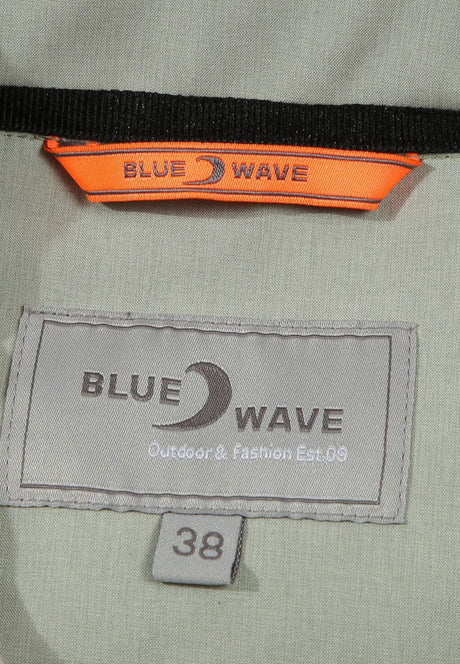 BLUE WAVE
BLUE WAVE
Outdoor & Fashion Est.09
38